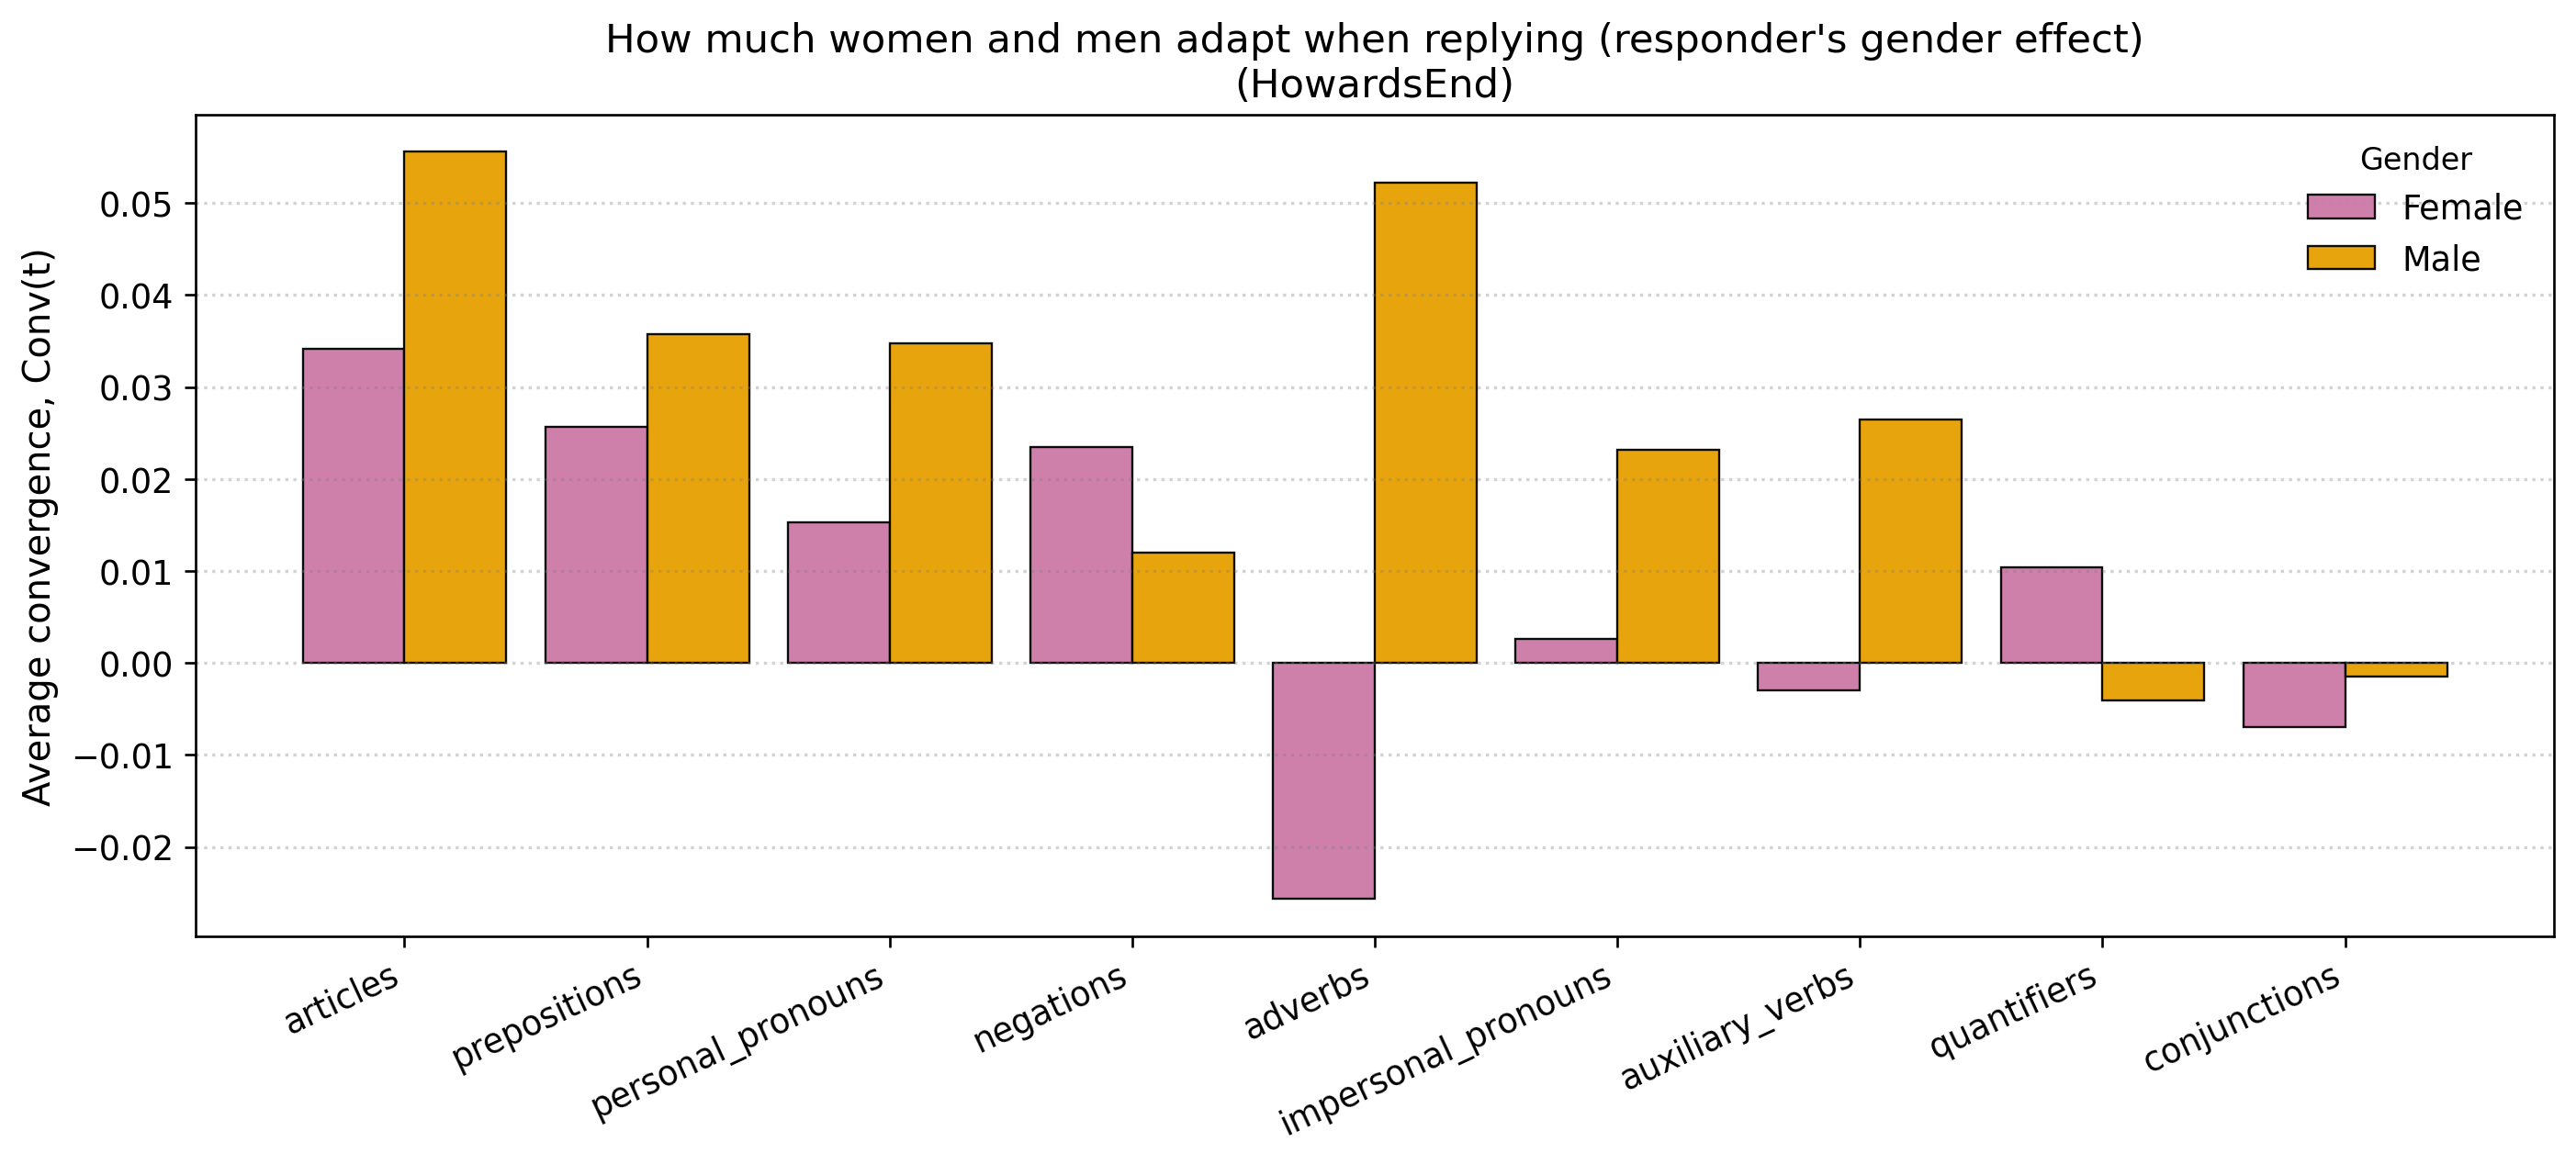 How much women and men adapt when replying (responder's gender effect)
(HowardsEnd)
Average convergence, Conv(t)
0.05
0.04
0.03
0.02
0.01
0.00
−0.01
−0.02
Gender
Female
Male
articles
prepositions
personal_pronouns
negations
adverbs
impersonal_pronouns
auxiliary_verbs
quantifiers
conjunctions